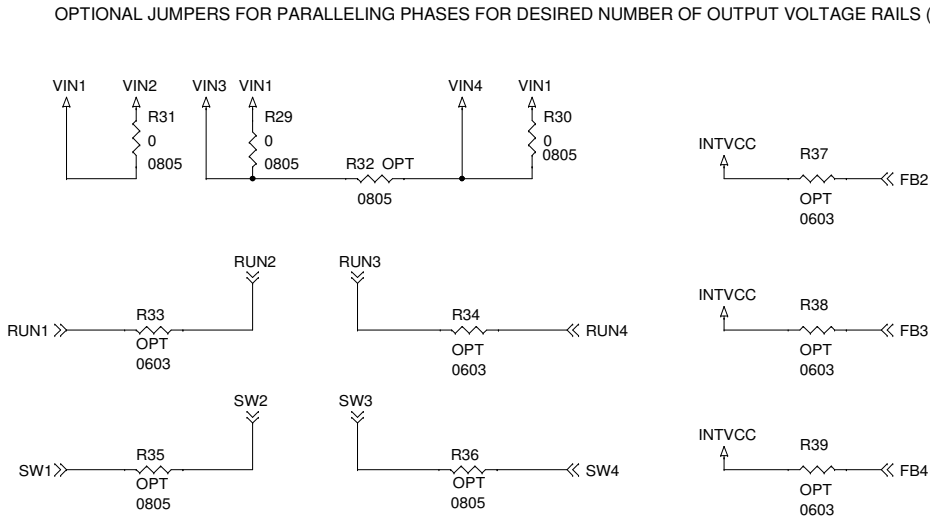 OPTIONAL JUMPERS FOR PARALLELING PHASES FOR DESIRED NUMBER OF OUTPUT VOLTAGE RAILS (
VIN1 VIN2 VIN3 VIN1 VIN4 VIN1
R31 R29 R30
0 0 0
0805 0805 0805
R32 OPT
0805
INTVCC
R37
FB2
OPT
0603
RUN2 RUN3
RUN1 R33 R34 RUN4
OPT OPT
0603 0603
INTVCC
R38
FB3
OPT
0603
SW2 SW3
SW1 R35 R36 SW4
OPT OPT
0805 0805
INTVCC
R39
FB4
OPT
0603